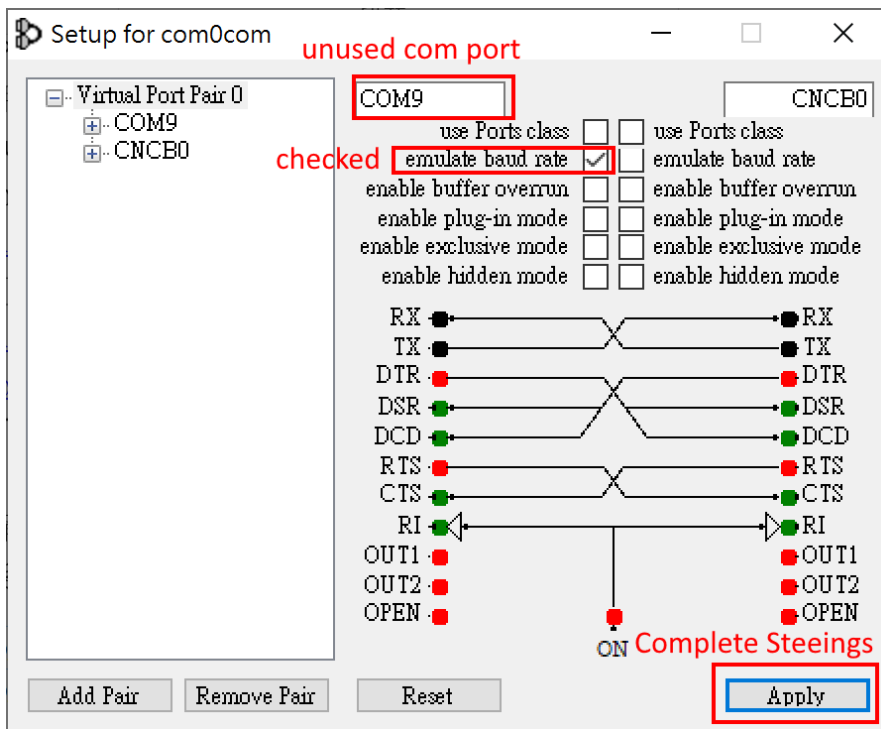 Setup for com0com
unused com port
Virtual Port Pair 0
COM9
CNCB0
COM9
CNCB0
use Ports class
use Ports class
checked
emulate baud rate
emulate baud rate
enable buffer overrun
enable buffer overrun
enable plug-in mode
enable plug-in mode
enable exclusive mode
enable exclusive mode
enable hidden mode
enable hidden mode
RX
RX
TX
TX
DTR
DTR
DSR
DSR
DCD
DCD
RTS
RTS
CTS
CTS
RI
RI
OUT1
OUT1
OUT2
OUT2
OPEN
OPEN
ON
Complete Steeings
Add Pair
Remove Pair
Reset
Apply